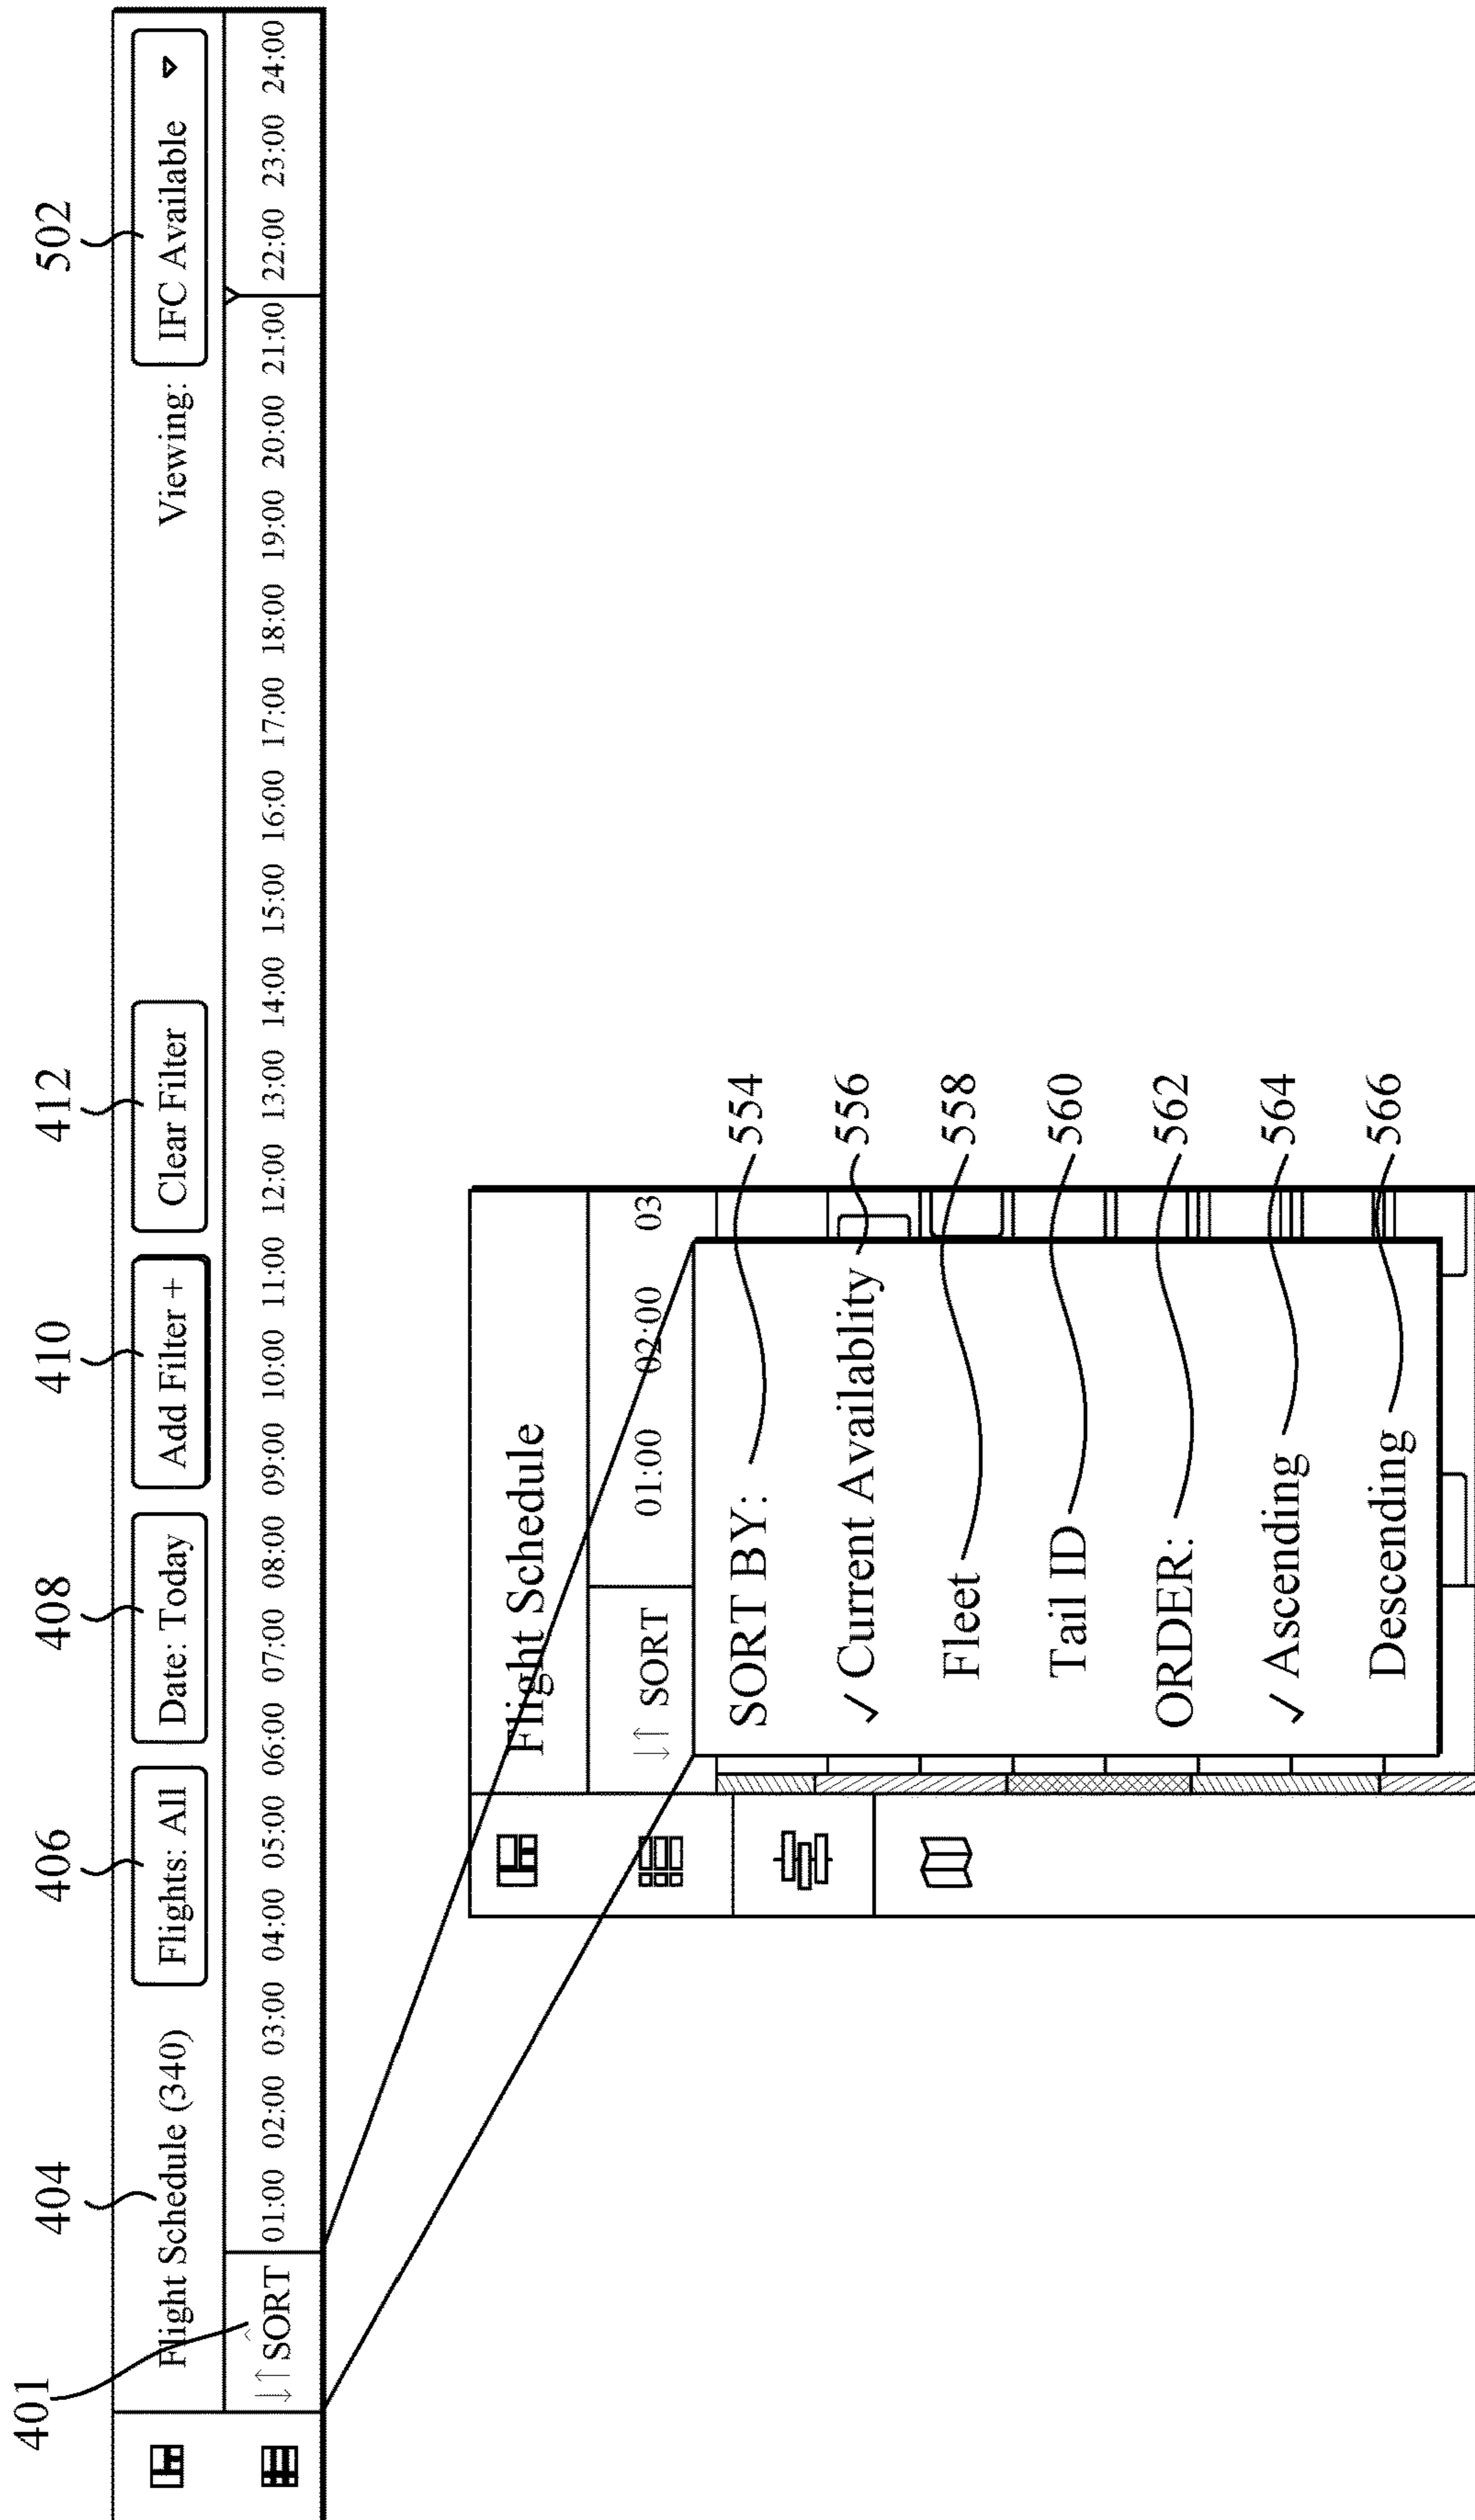 401 404 406 408 410 412 502
Flight Schedule (340) Flights: All Date: Today Add Filter + Clear Filter Viewing: IFC Available
SORT 01:00 02:00 03:00 04:00 05:00 06:00 07:00 08:00 09:00 10:00 11:00 12:00 13:00 14:00 15:00 16:00 17:00 18:00 19:00 20:00 21:00 22:00 23:00 24:00
Flight Schedule
SORT 01:00 02:00 03
SORT BY: 554
✓ Current Availablity 556
Fleet 558
Tail ID 560
ORDER: 562
✓ Ascending 564
Descending 566